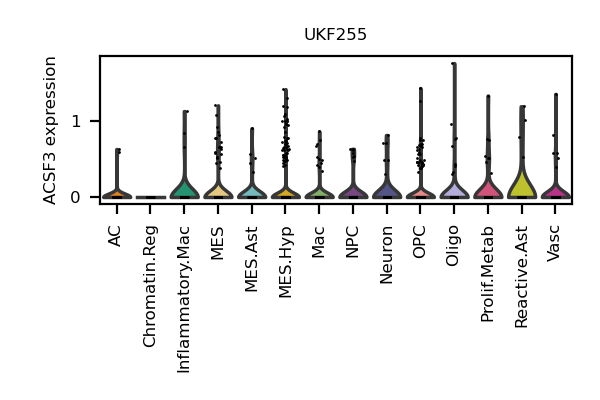 UKF255
ACSF3 expression
1
0
AC
Chromatin.Reg
Inflammatory.Mac
MES
MES.Ast
MES.Hyp
Mac
NPC
Neuron
OPC
Oligo
Prolif.Metab
Reactive.Ast
Vasc